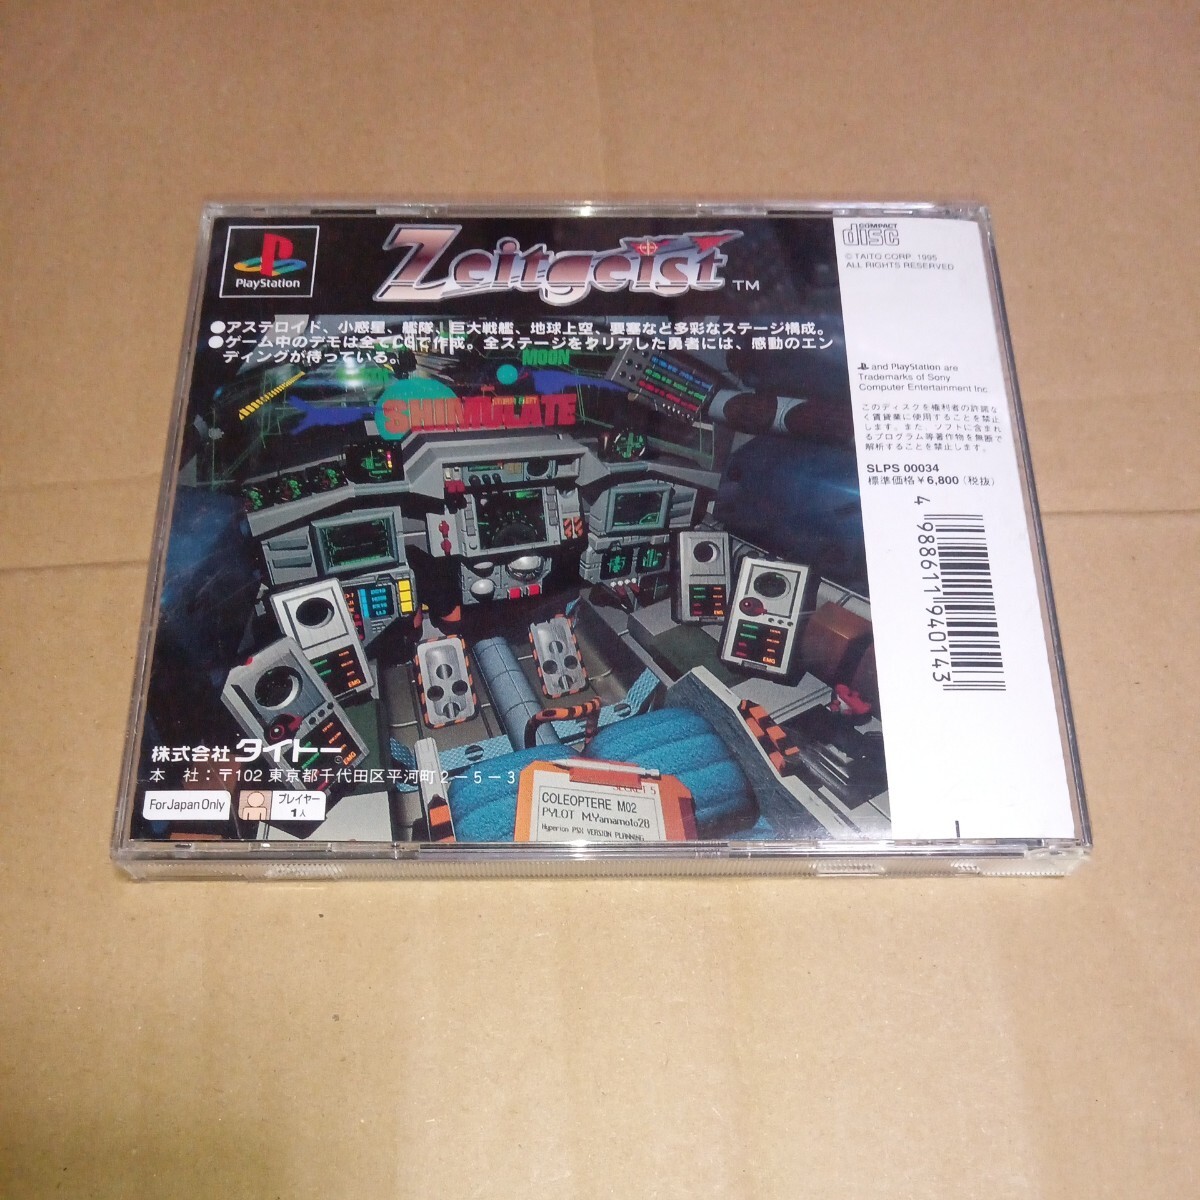 PlayStation
Zeitgeist TM
●アステロイド、小惑星、艦隊、巨大戦艦、地球上空、要塞など多彩なステージ構成。
●ゲーム中のデモは全てCGで作成。全ステージをクリアした勇者には、感動のエン
ディングが待っている。
MOON
SHIMULATE
EMG
EMG
EMG
株式会社 タイトー
本 社：〒102 東京都千代田区平河町2－5－3
For Japan Only
プレイヤー
1人
COLEOPTERE M02
PYLOT M.Yamamoto2B
Hyperion PSX VERSION PLANNING
COMPACT
disc
© TAITO CORP. 1995
ALL RIGHTS RESERVED
and PlayStation are
Trademarks of Sony
Computer Entertainment Inc.
このディスクを権利者の許諾な
く賃貸業に使用することを禁止
します。また、ソフトに含まれ
るプログラム等著作物を無断で
解析することを禁止します。
SLPS 00034
標準価格￥6,800（税抜）
4 988611 940143